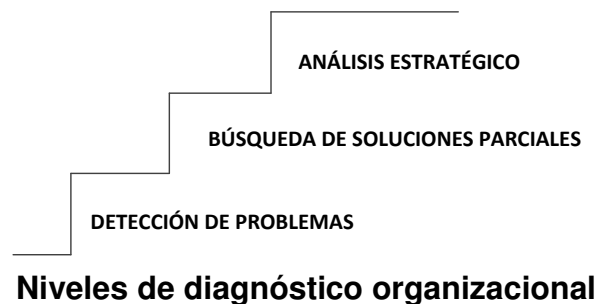 ANÁLISIS ESTRATÉGICO
BÚSQUEDA DE SOLUCIONES PARCIALES
DETECCIÓN DE PROBLEMAS
Niveles de diagnóstico organizacional